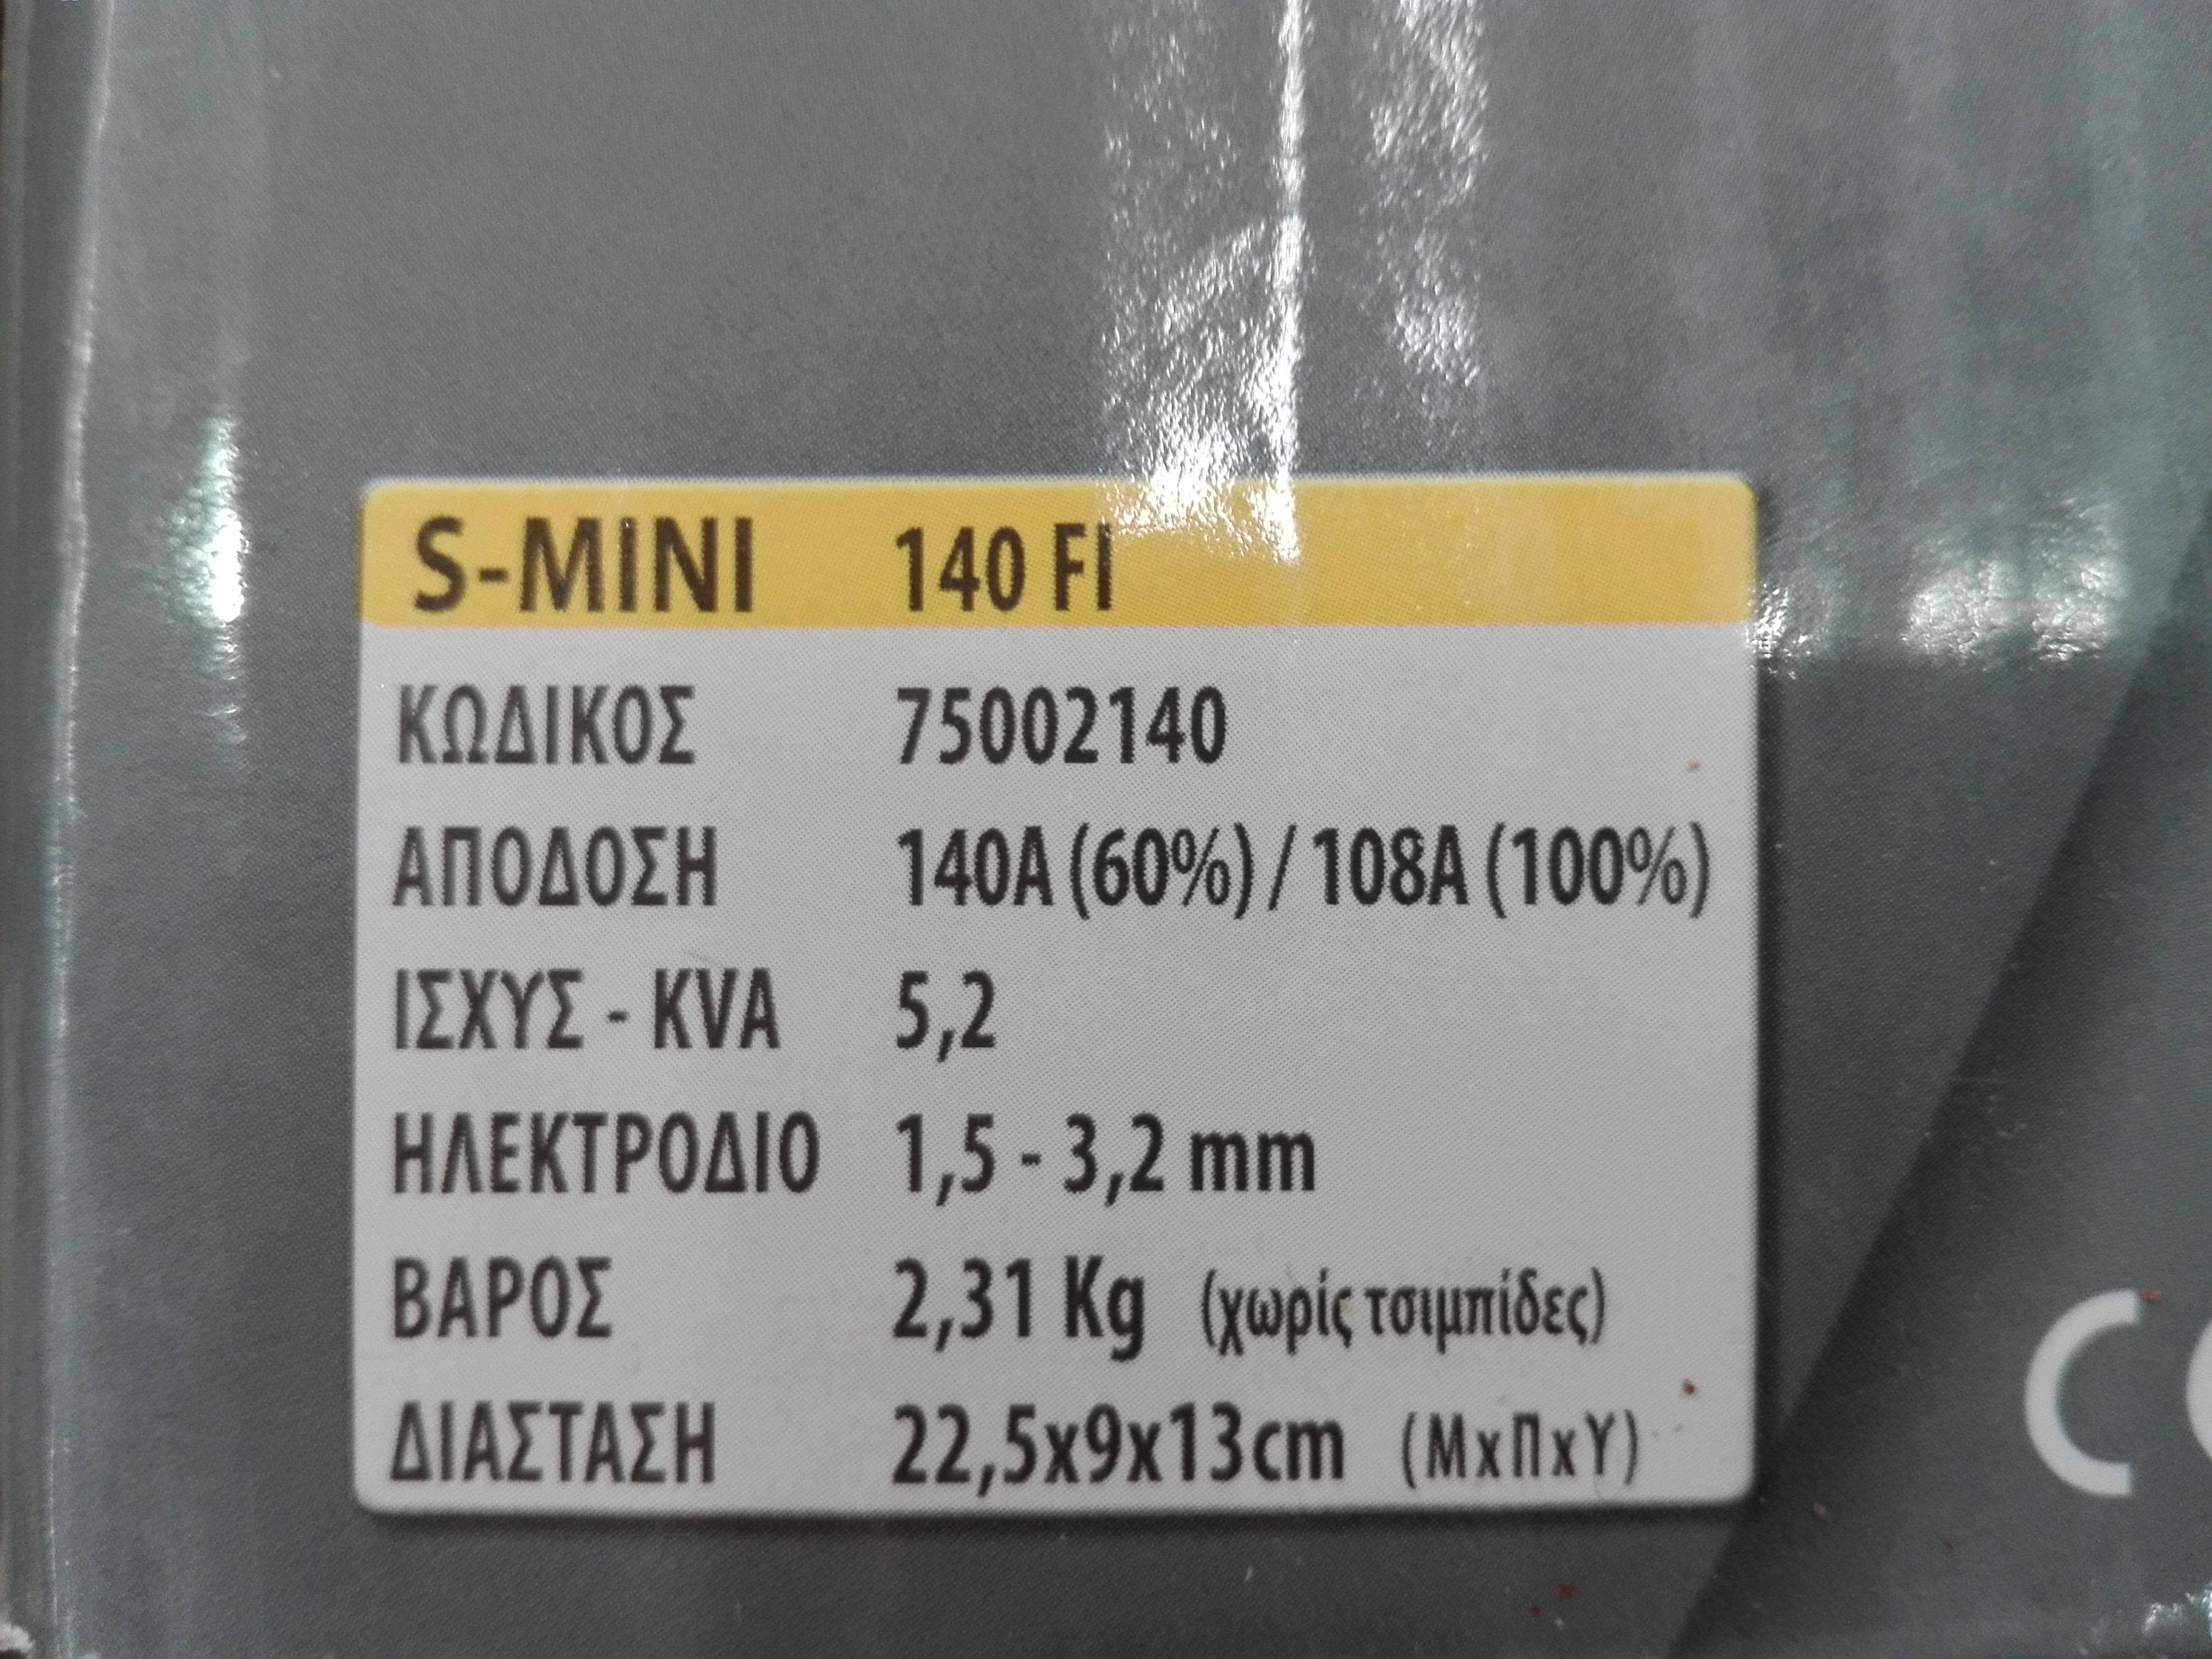 S-MINI 140 FI
ΚΩΔΙΚΟΣ 75002140
ΑΠΟΔΟΣΗ 140A (60%) / 108A (100%)
ΙΣΧΥΣ - KVA 5,2
ΗΛΕΚΤΡΟΔΙΟ 1,5 - 3,2 mm
ΒΑΡΟΣ 2,31 Kg (χωρίς τσιμπίδες)
ΔΙΑΣΤΑΣΗ 22,5x9x13cm (ΜxΠxΥ)